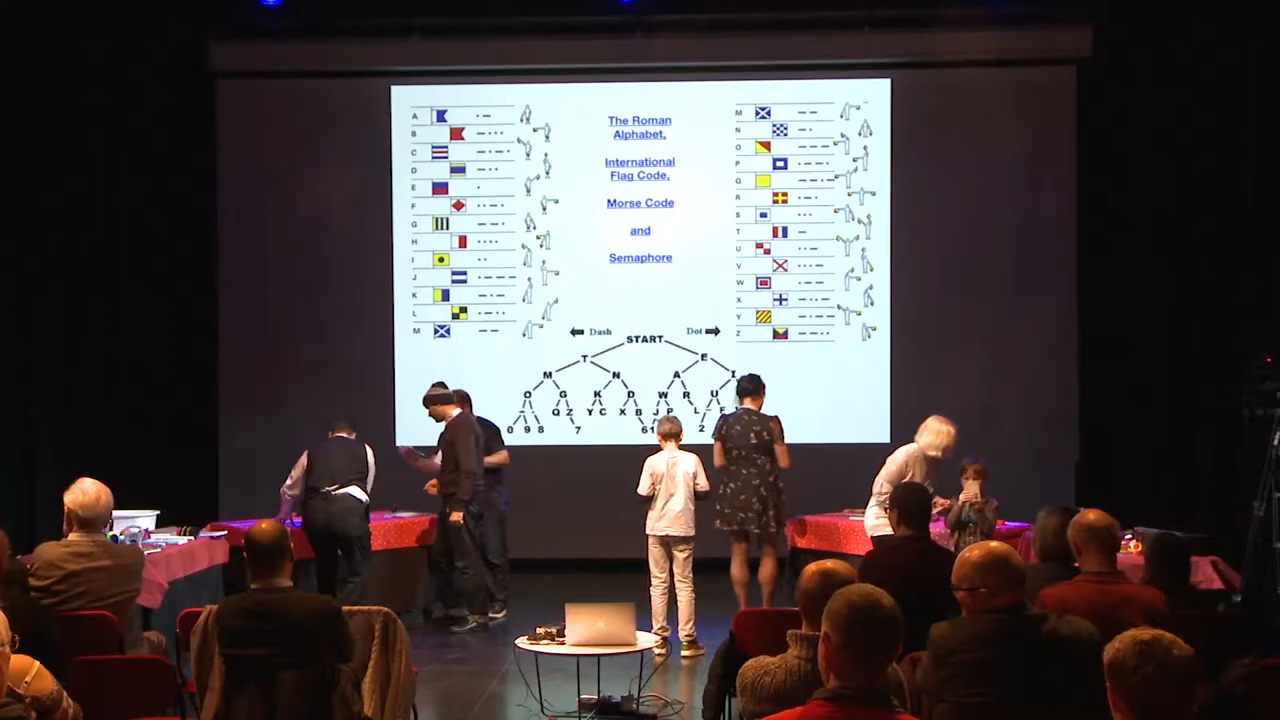 A
B
C
D
E
F
G
H
I
J
K
L
M
The Roman
Alphabet,
International
Flag Code,
Morse Code
and
Semaphore
M
N
O
P
Q
R
S
T
U
V
W
X
Y
Z
Dash Dot
START
T E
M N A I
O G K D W R U
Q Z Y C X B J P L F
0 9 8 7 6 1 2